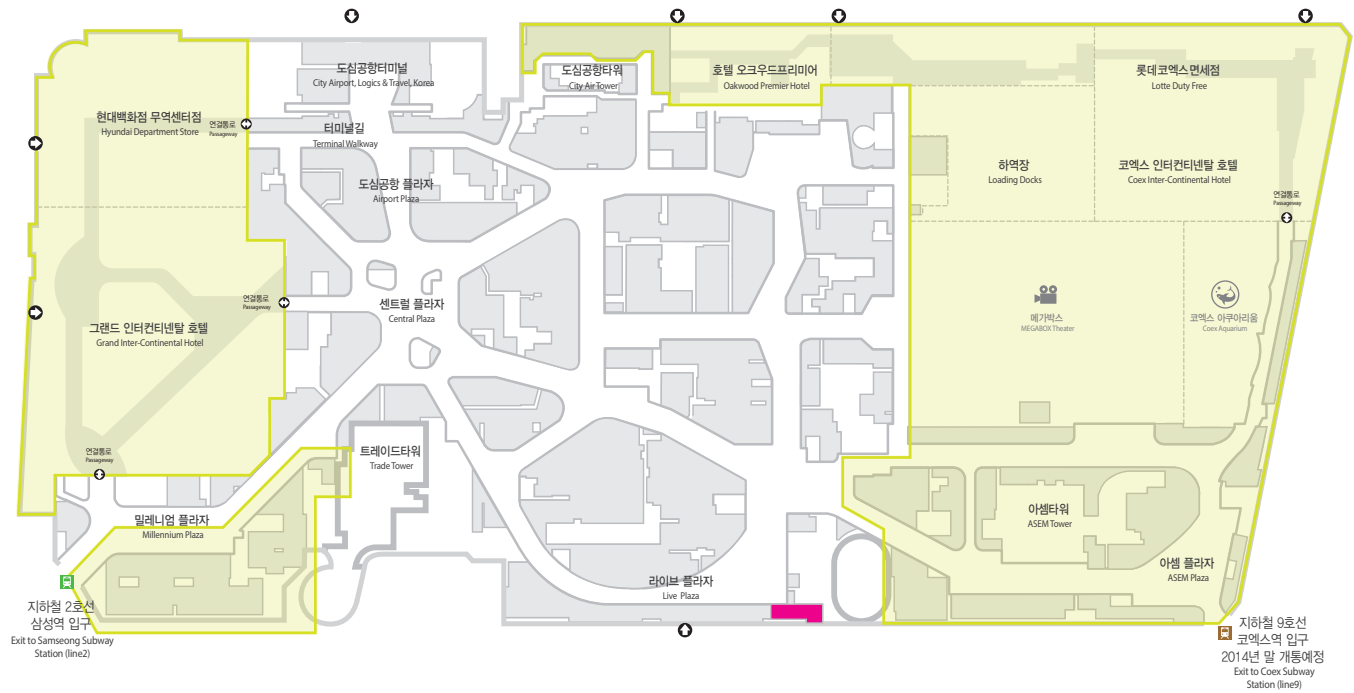 도심공항터미널
City Airport, Logics & Travel, Korea
도심공항타워
City Air Tower
호텔 오크우드프리미어
Oakwood Premier Hotel
롯데코엑스면세점
Lotte Duty Free
현대백화점 무역센터점
Hyundai Department Store
연결통로
Passageway
터미널길
Terminal Walkway
도심공항 플라자
Airport Plaza
하역장
Loading Docks
코엑스 인터컨티넨탈 호텔
Coex Inter-Continental Hotel
연결통로
Passageway
연결통로
Passageway
센트럴 플라자
Central Plaza
그랜드 인터컨티넨탈 호텔
Grand Inter-Continental Hotel
메가박스
MEGABOX Theater
코엑스 아쿠아리움
Coex Aquarium
연결통로
Passageway
트레이드타워
Trade Tower
밀레니엄 플라자
Millennium Plaza
아셈타워
ASEM Tower
아셈 플라자
ASEM Plaza
라이브 플라자
Live Plaza
지하철 2호선
삼성역 입구
Exit to Samseong Subway
Station (line2)
지하철 9호선
코엑스역 입구
2014년 말 개통예정
Exit to Coex Subway
Station (line9)